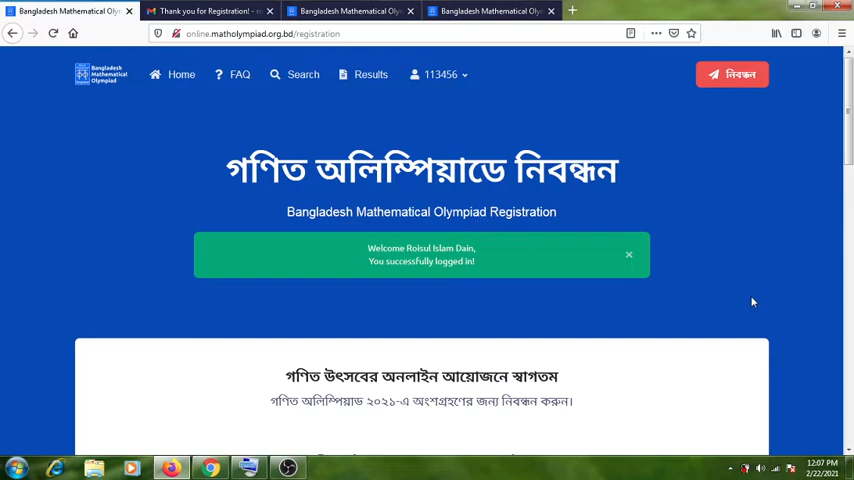 Bangladesh Mathematical Olym
Thank you for Registration! -
Bangladesh Mathematical Olym
Bangladesh Mathematical Olym
online.matholympiad.org.bd/registration
Bangladesh
Mathematical
Olympiad
Home
FAQ
Search
Results
113456
নিবন্ধন
গণিত অলিম্পিয়াডে নিবন্ধন
Bangladesh Mathematical Olympiad Registration
Welcome Roisul Islam Dain,
You successfully logged in!
গণিত উৎসবের অনলাইন আয়োজনে স্বাগতম
গণিত অলিম্পিয়াড ২০২১-এ অংশগ্রহণের জন্য নিবন্ধন করুন।
12:07 PM
2/22/2021